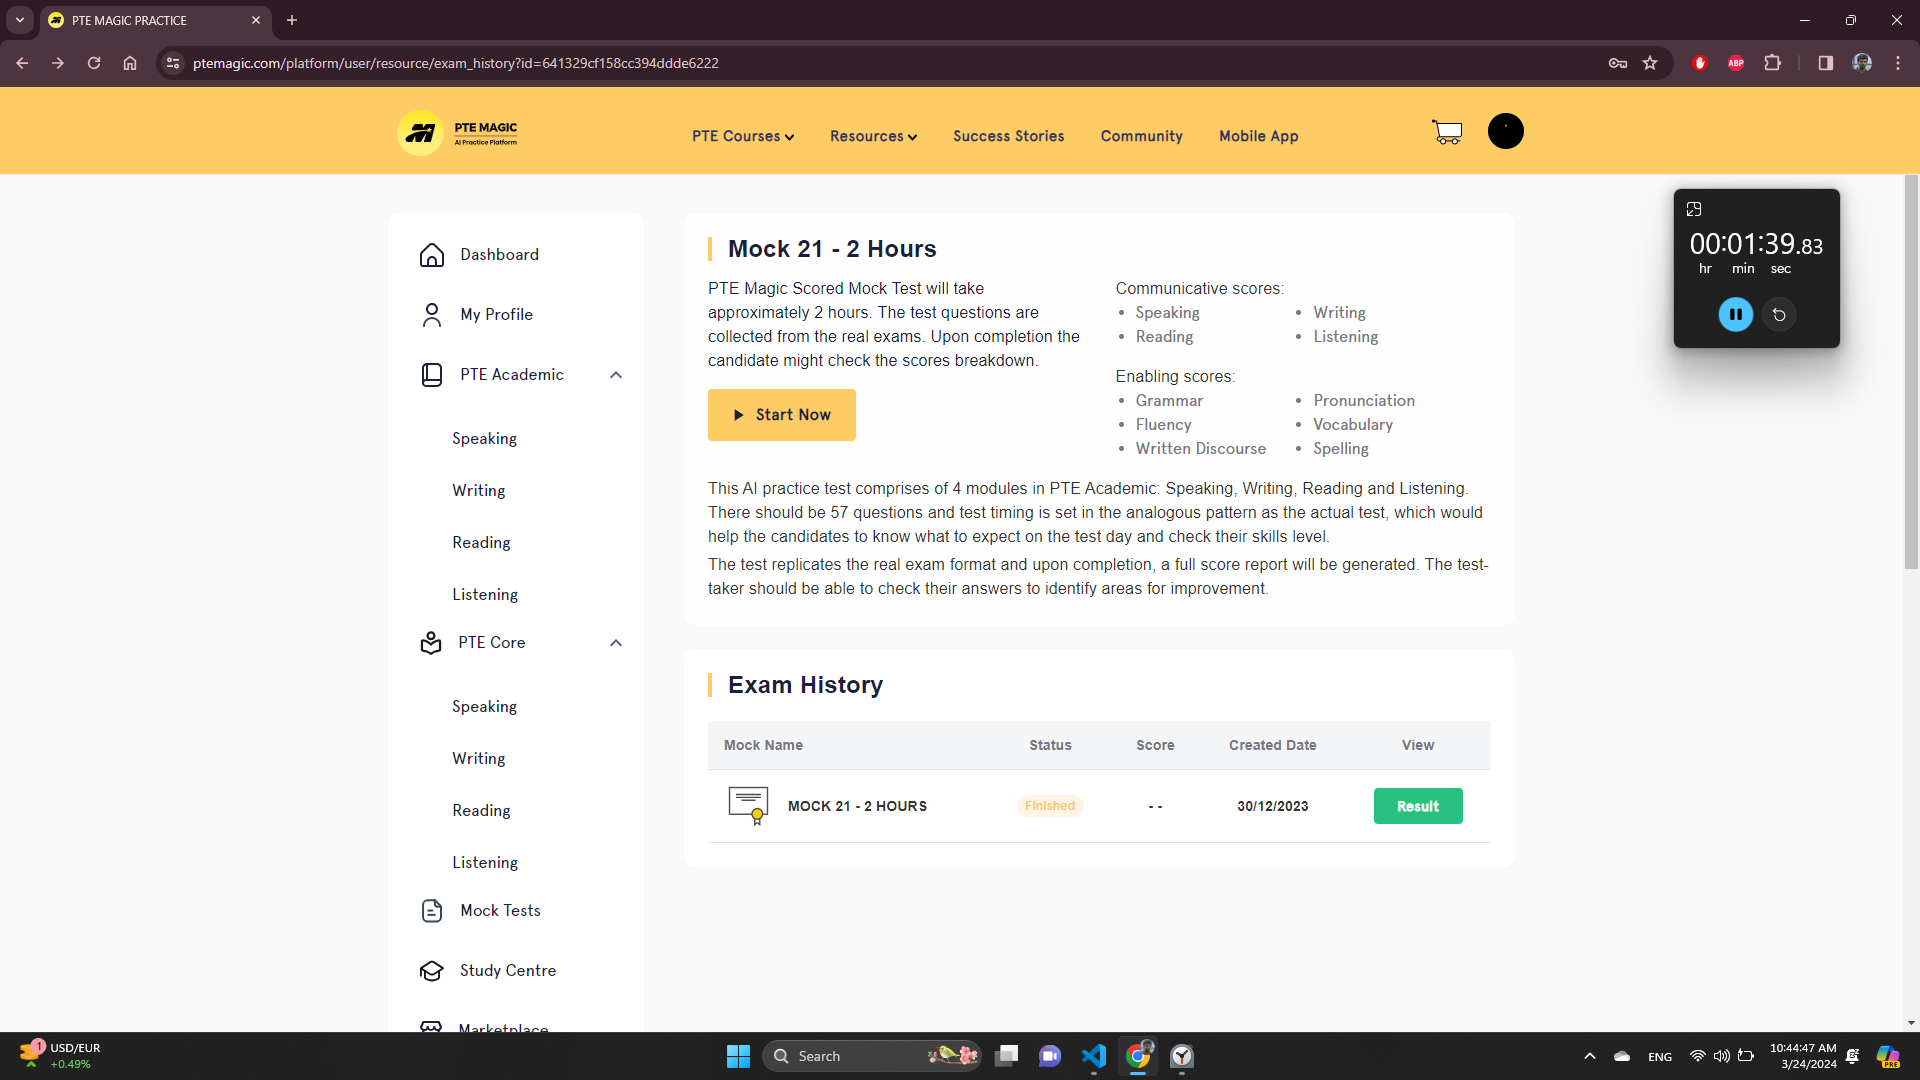 PTE MAGIC PRACTICE
ptemagic.com/platform/user/resource/exam_history?id=641329cf158cc394ddde6222
ABP
PTE MAGIC
AI Practice Platform
PTE Courses
Resources
Success Stories
Community
Mobile App
00:01:39.83
hr min sec
Dashboard
My Profile
PTE Academic
Speaking
Writing
Reading
Listening
PTE Core
Speaking
Writing
Reading
Listening
Mock Tests
Study Centre
Marketplace
Mock 21 - 2 Hours
PTE Magic Scored Mock Test will take
approximately 2 hours. The test questions are
collected from the real exams. Upon completion the
candidate might check the scores breakdown.
Start Now
Communicative scores:
• Speaking • Writing
• Reading • Listening
Enabling scores:
• Grammar • Pronunciation
• Fluency • Vocabulary
• Written Discourse • Spelling
This AI practice test comprises of 4 modules in PTE Academic: Speaking, Writing, Reading and Listening.
There should be 57 questions and test timing is set in the analogous pattern as the actual test, which would
help the candidates to know what to expect on the test day and check their skills level.
The test replicates the real exam format and upon completion, a full score report will be generated. The test-
taker should be able to check their answers to identify areas for improvement.
Exam History
Mock Name Status Score Created Date View
MOCK 21 - 2 HOURS Finished - - 30/12/2023 Result
1
USD/EUR
+0.49%
Search
ENG
10:44:47 AM
3/24/2024
PRE